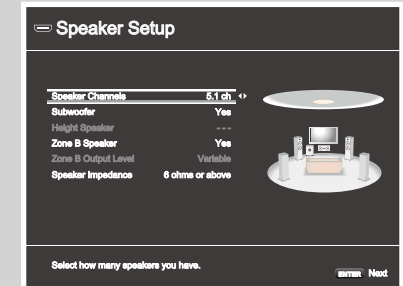 Speaker Setup
Speaker Channels 5.1 ch
Subwoofer Yes
Height Speaker ---
Zone B Speaker Yes
Zone B Output Level Variable
Speaker Impedance 6 ohms or above
Select how many speakers you have.
ENTER Next